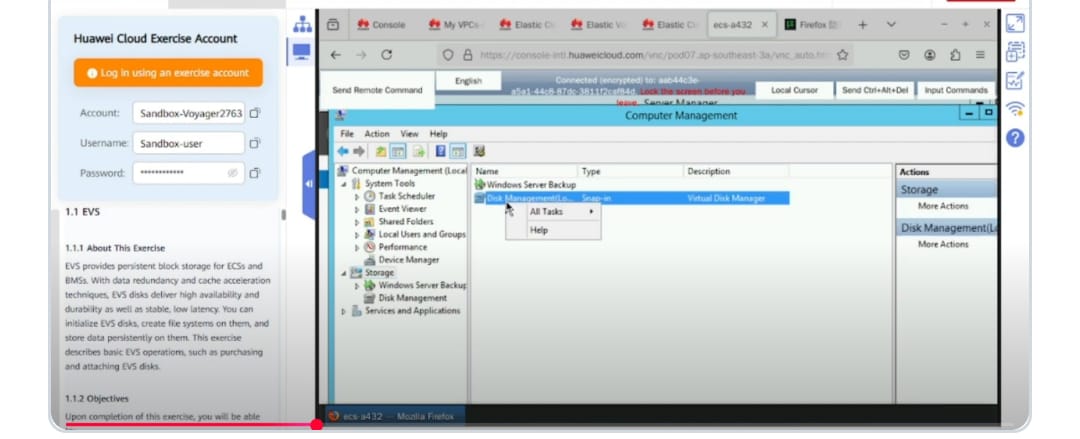 Huawei Cloud Exercise Account
Log in using an exercise account
Account: Sandbox-Voyager2763
Username: Sandbox-user
Password: ************
1.1 EVS
1.1.1 About This Exercise
EVS provides persistent block storage for ECSs and
BMSs. With data redundancy and cache acceleration
techniques, EVS disks deliver high availability and
durability as well as stable, low latency. You can
initialize EVS disks, create file systems on them, and
store data persistently on them. This exercise
describes basic EVS operations, such as purchasing
and attaching EVS disks.
1.1.2 Objectives
Upon completion of this exercise, you will be able
Console
My VPCs
Elastic Cl
Elastic Vo
Elastic Cl
ecs-a432
Firefox
https://console-intl.huaweicloud.com/vnc/pod07.ap-southeast-3a/vnc_auto.htm
Send Remote Command
English
Connected (encrypted) to: aab44c3e-
Lock the screen before you
leave.
Local Cursor
Send Ctrl+Alt+Del
Input Commands
Server Manager
Computer Management
File Action View Help
Computer Management (Local
System Tools
Task Scheduler
Event Viewer
Shared Folders
Local Users and Groups
Performance
Device Manager
Storage
Windows Server Backup
Disk Management
Services and Applications
Name Type Description
Windows Server Backup
Disk Management(Lo... Snap-in Virtual Disk Manager
All Tasks
Help
Actions
Storage
More Actions
Disk Management(Lo
More Actions
ecs-a432 — Mozilla Firefox